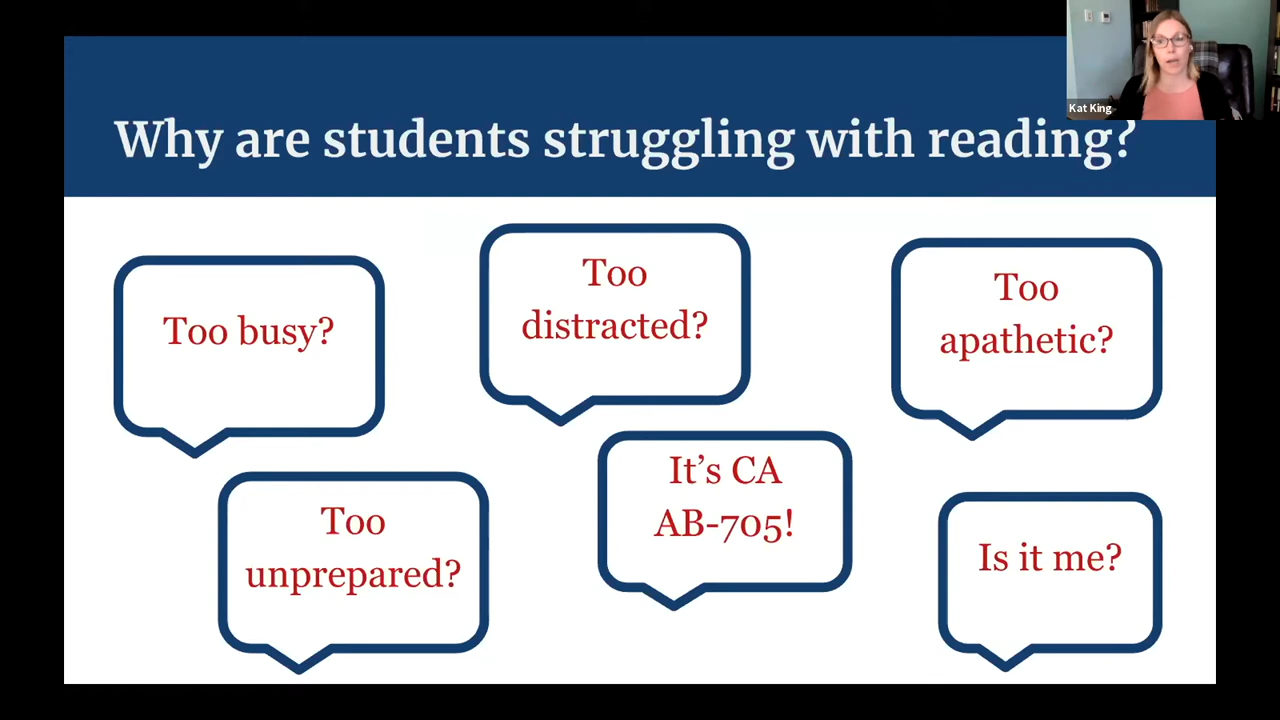 Kat King
Why are students struggling with reading?
Too busy?
Too
distracted?
Too
apathetic?
Too
unprepared?
It’s CA
AB-705!
Is it me?